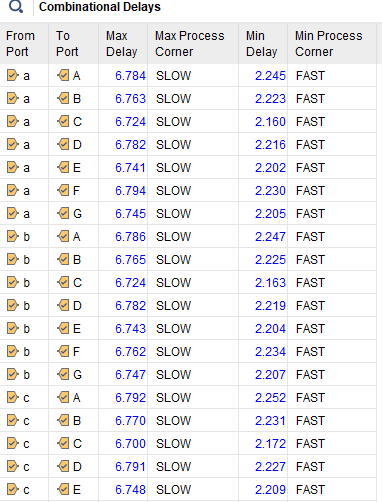 Combinational Delays
From Port To Port Max Delay Max Process Corner Min Delay Min Process Corner
a A 6.784 SLOW 2.245 FAST
a B 6.763 SLOW 2.223 FAST
a C 6.724 SLOW 2.160 FAST
a D 6.782 SLOW 2.216 FAST
a E 6.741 SLOW 2.202 FAST
a F 6.794 SLOW 2.230 FAST
a G 6.745 SLOW 2.205 FAST
b A 6.786 SLOW 2.247 FAST
b B 6.765 SLOW 2.225 FAST
b C 6.724 SLOW 2.163 FAST
b D 6.782 SLOW 2.219 FAST
b E 6.743 SLOW 2.204 FAST
b F 6.762 SLOW 2.234 FAST
b G 6.747 SLOW 2.207 FAST
c A 6.792 SLOW 2.252 FAST
c B 6.770 SLOW 2.231 FAST
c C 6.700 SLOW 2.172 FAST
c D 6.791 SLOW 2.227 FAST
c E 6.748 SLOW 2.209 FAST